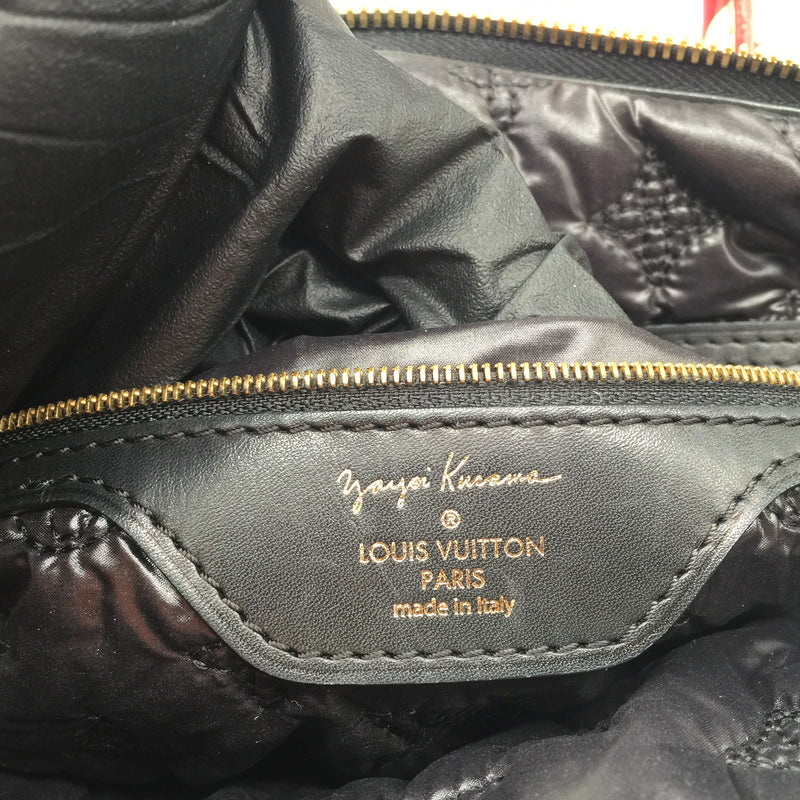 Yayoi Kusama
®
LOUIS VUITTON
PARIS
made in Italy